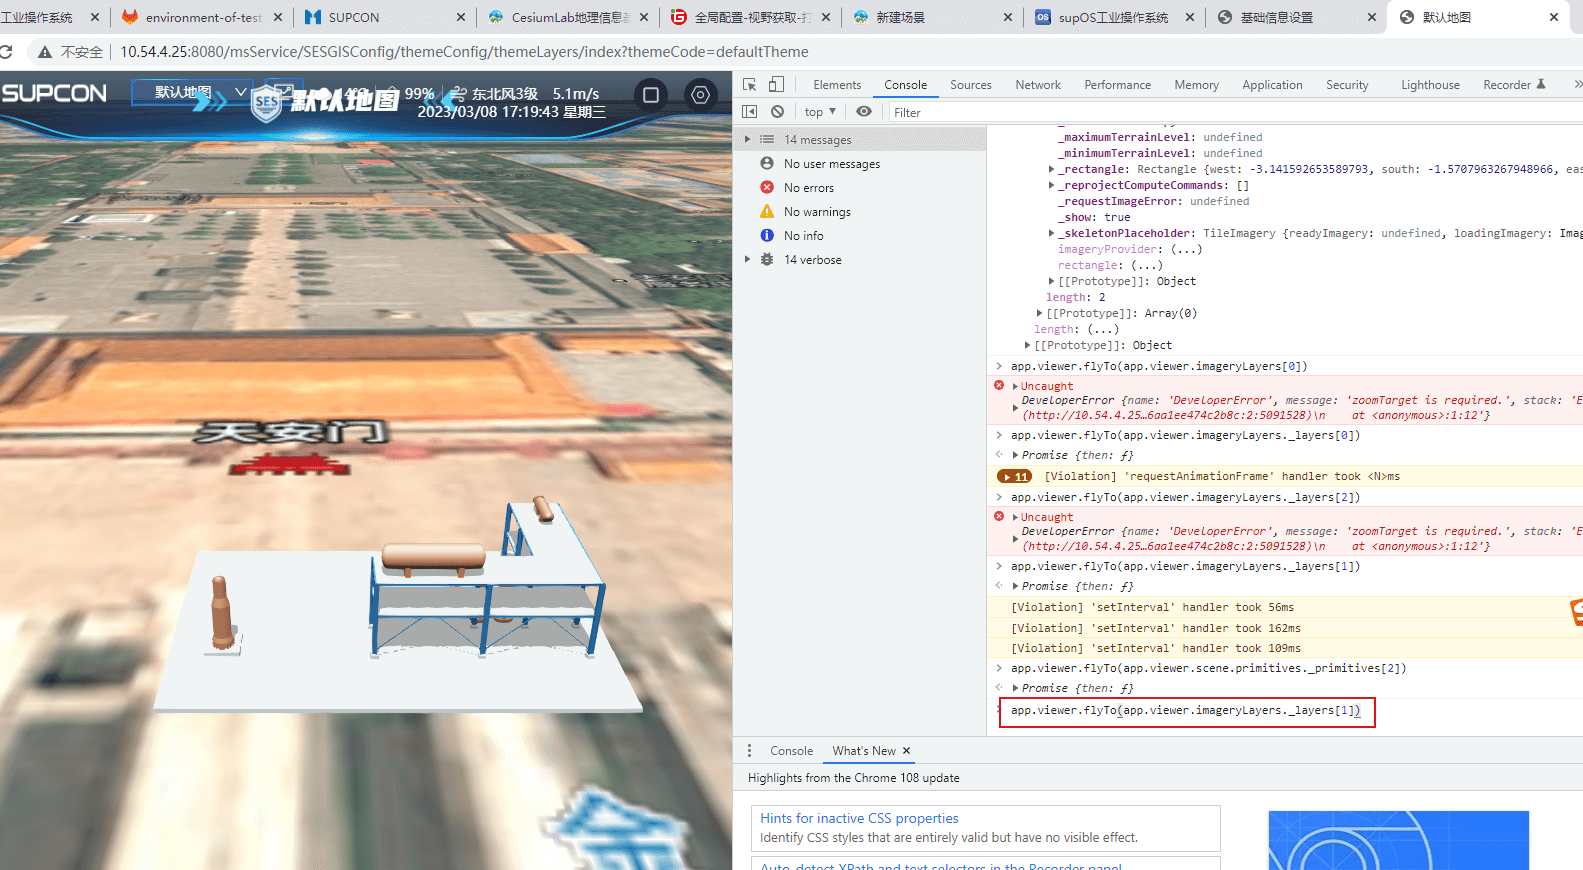 工业操作系统
environment-of-test
SUPCON
CesiumLab地理信息基
全局配置-视野获取-打
新建场景
supOS工业操作系统
基础信息设置
默认地图
不安全
10.54.4.25:8080/msService/SESGISConfig/themeConfig/themeLayers/index?themeCode=defaultTheme
SUPCON
默认地图
SES
默认地图
99%
东北风3级
5.1m/s
2023/03/08 17:19:43 星期三
天安门
Elements
Console
Sources
Network
Performance
Memory
Application
Security
Lighthouse
Recorder
top
Filter
14 messages
No user messages
No errors
No warnings
No info
14 verbose
_maximumTerrainLevel: undefined
_minimumTerrainLevel: undefined
_rectangle: Rectangle {west: -3.141592653589793, south: -1.5707963267948966, eas
_reprojectComputeCommands: []
_requestImageError: undefined
_show: true
_skeletonPlaceholder: TileImagery {readyImagery: undefined, loadingImagery: Imag
imageryProvider: (...)
rectangle: (...)
[[Prototype]]: Object
length: 2
[[Prototype]]: Array(0)
length: (...)
[[Prototype]]: Object
app.viewer.flyTo(app.viewer.imageryLayers[0])
Uncaught
DeveloperError {name: 'DeveloperError', message: 'zoomTarget is required.', stack: 'E
(http://10.54.4.25…6aa1ee474c2b8c:2:5091528)\n    at <anonymous>:1:12'}
app.viewer.flyTo(app.viewer.imageryLayers._layers[0])
Promise {then: ƒ}
11 [Violation] 'requestAnimationFrame' handler took <N>ms
app.viewer.flyTo(app.viewer.imageryLayers._layers[2])
Uncaught
DeveloperError {name: 'DeveloperError', message: 'zoomTarget is required.', stack: 'E
(http://10.54.4.25…6aa1ee474c2b8c:2:5091528)\n    at <anonymous>:1:12'}
app.viewer.flyTo(app.viewer.imageryLayers._layers[1])
Promise {then: ƒ}
[Violation] 'setInterval' handler took 56ms
[Violation] 'setInterval' handler took 162ms
[Violation] 'setInterval' handler took 109ms
app.viewer.flyTo(app.viewer.scene.primitives._primitives[2])
Promise {then: ƒ}
app.viewer.flyTo(app.viewer.imageryLayers._layers[1])
Console
What's New
Highlights from the Chrome 108 update
Hints for inactive CSS properties
Identify CSS styles that are entirely valid but have no visible effect.
Auto-detect XPath and text selectors in the Recorder panel